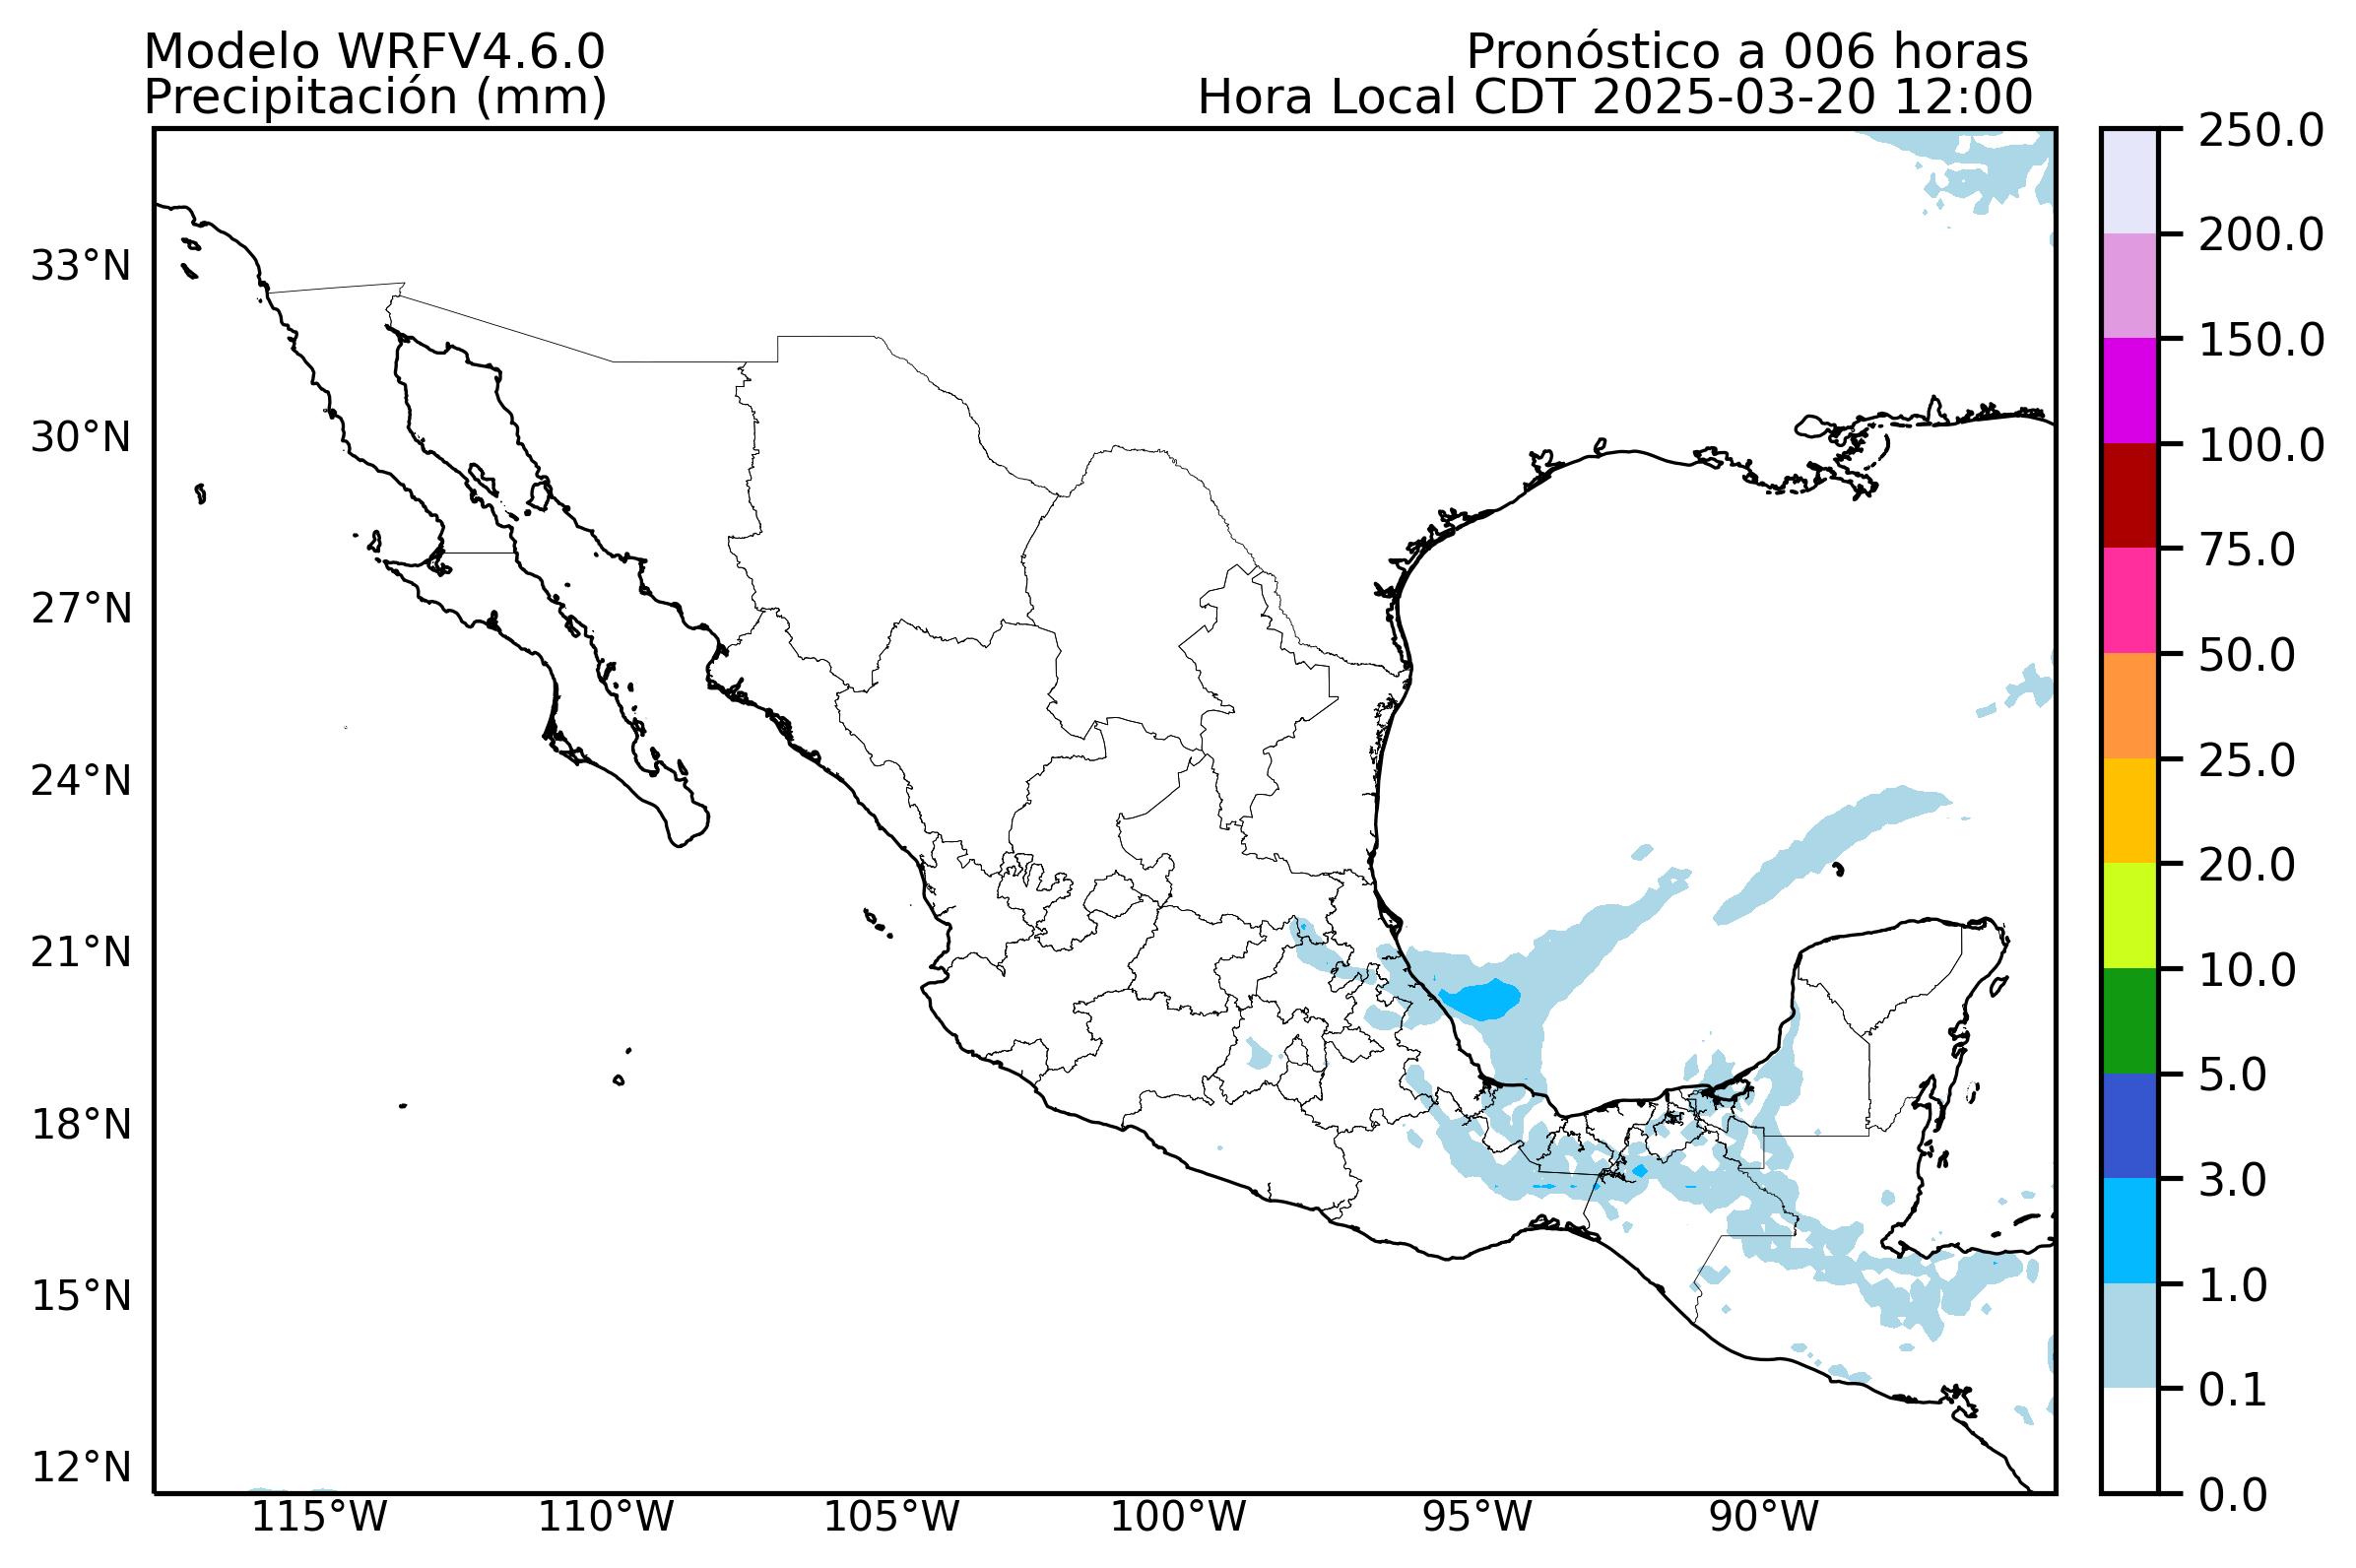 Modelo WRFV4.6.0
Precipitación (mm)
Pronóstico a 006 horas
Hora Local CDT 2025-03-20 12:00
33°N
30°N
27°N
24°N
21°N
18°N
15°N
12°N
115°W
110°W
105°W
100°W
95°W
90°W
250.0
200.0
150.0
100.0
75.0
50.0
25.0
20.0
10.0
5.0
3.0
1.0
0.1
0.0